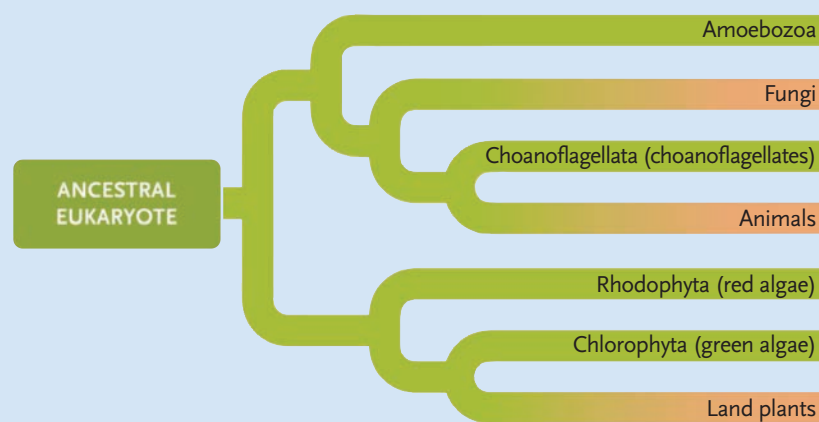 Amoebozoa
Fungi
Choanoflagellata (choanoflagellates)
ANCESTRAL
EUKARYOTE
Animals
Rhodophyta (red algae)
Chlorophyta (green algae)
Land plants